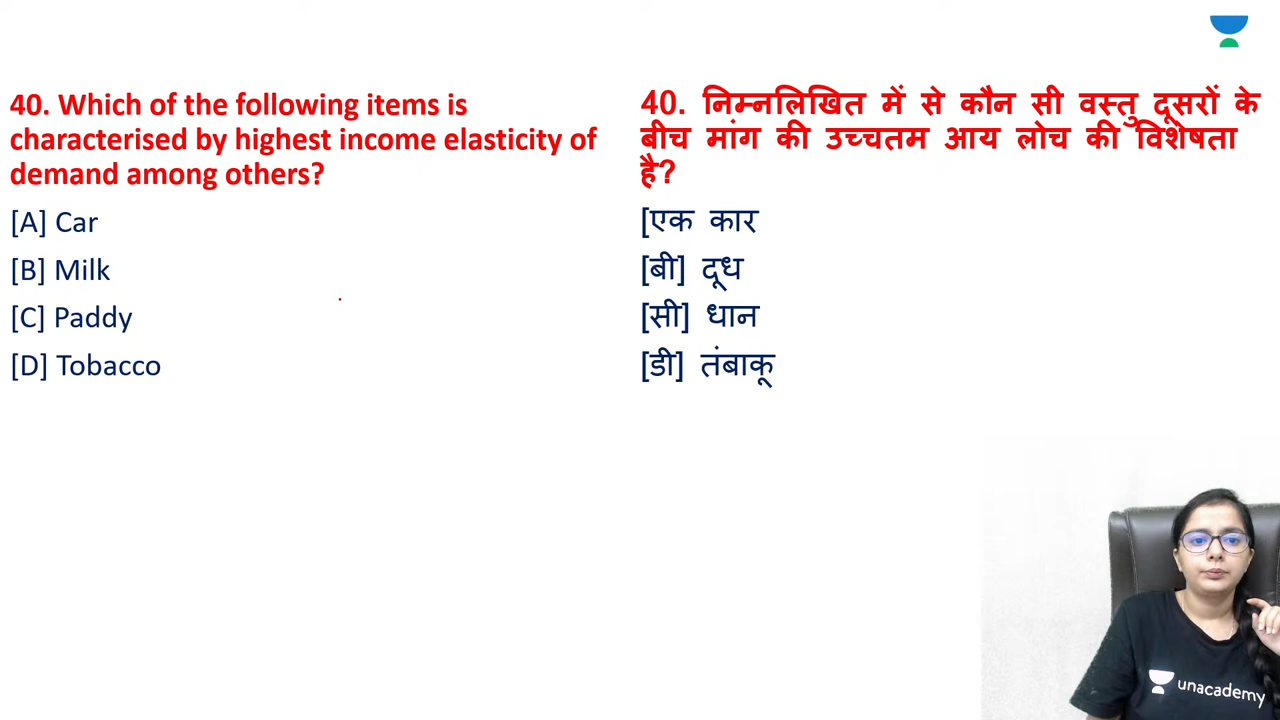 40. Which of the following items is
characterised by highest income elasticity of
demand among others?
[A] Car
[B] Milk
[C] Paddy
[D] Tobacco
40. निम्नलिखित में से कौन सी वस्तु दूसरों के
बीच मांग की उच्चतम आय लोच की विशेषता
है?
[एक कार
[बी] दूध
[सी] धान
[डी] तंबाकू
unacademy